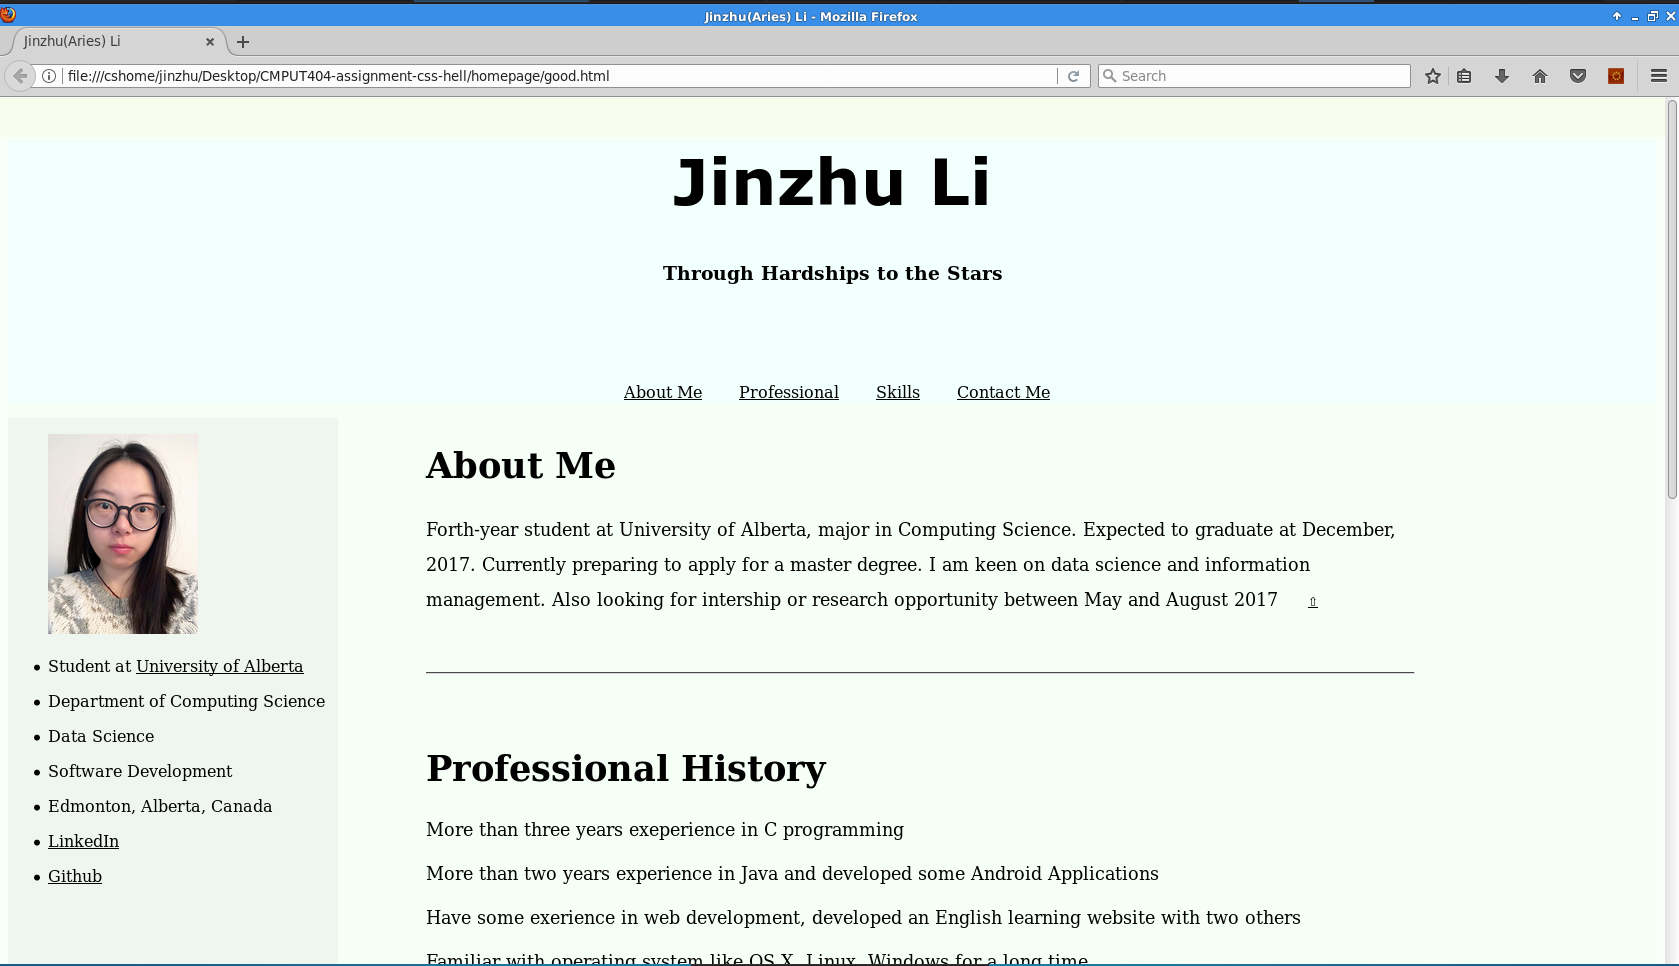 Jinzhu(Aries) Li - Mozilla Firefox
Jinzhu(Aries) Li
file:///cshome/jinzhu/Desktop/CMPUT404-assignment-css-hell/homepage/good.html
Search
Jinzhu Li
Through Hardships to the Stars
About Me Professional Skills Contact Me
Student at University of Alberta
Department of Computing Science
Data Science
Software Development
Edmonton, Alberta, Canada
LinkedIn
Github
About Me
Forth-year student at University of Alberta, major in Computing Science. Expected to graduate at December,
2017. Currently preparing to apply for a master degree. I am keen on data science and information
management. Also looking for intership or research opportunity between May and August 2017 ⇧
Professional History
More than three years exeperience in C programming
More than two years experience in Java and developed some Android Applications
Have some exerience in web development, developed an English learning website with two others
Familiar with operating system like OS X, Linux, Windows for a long time